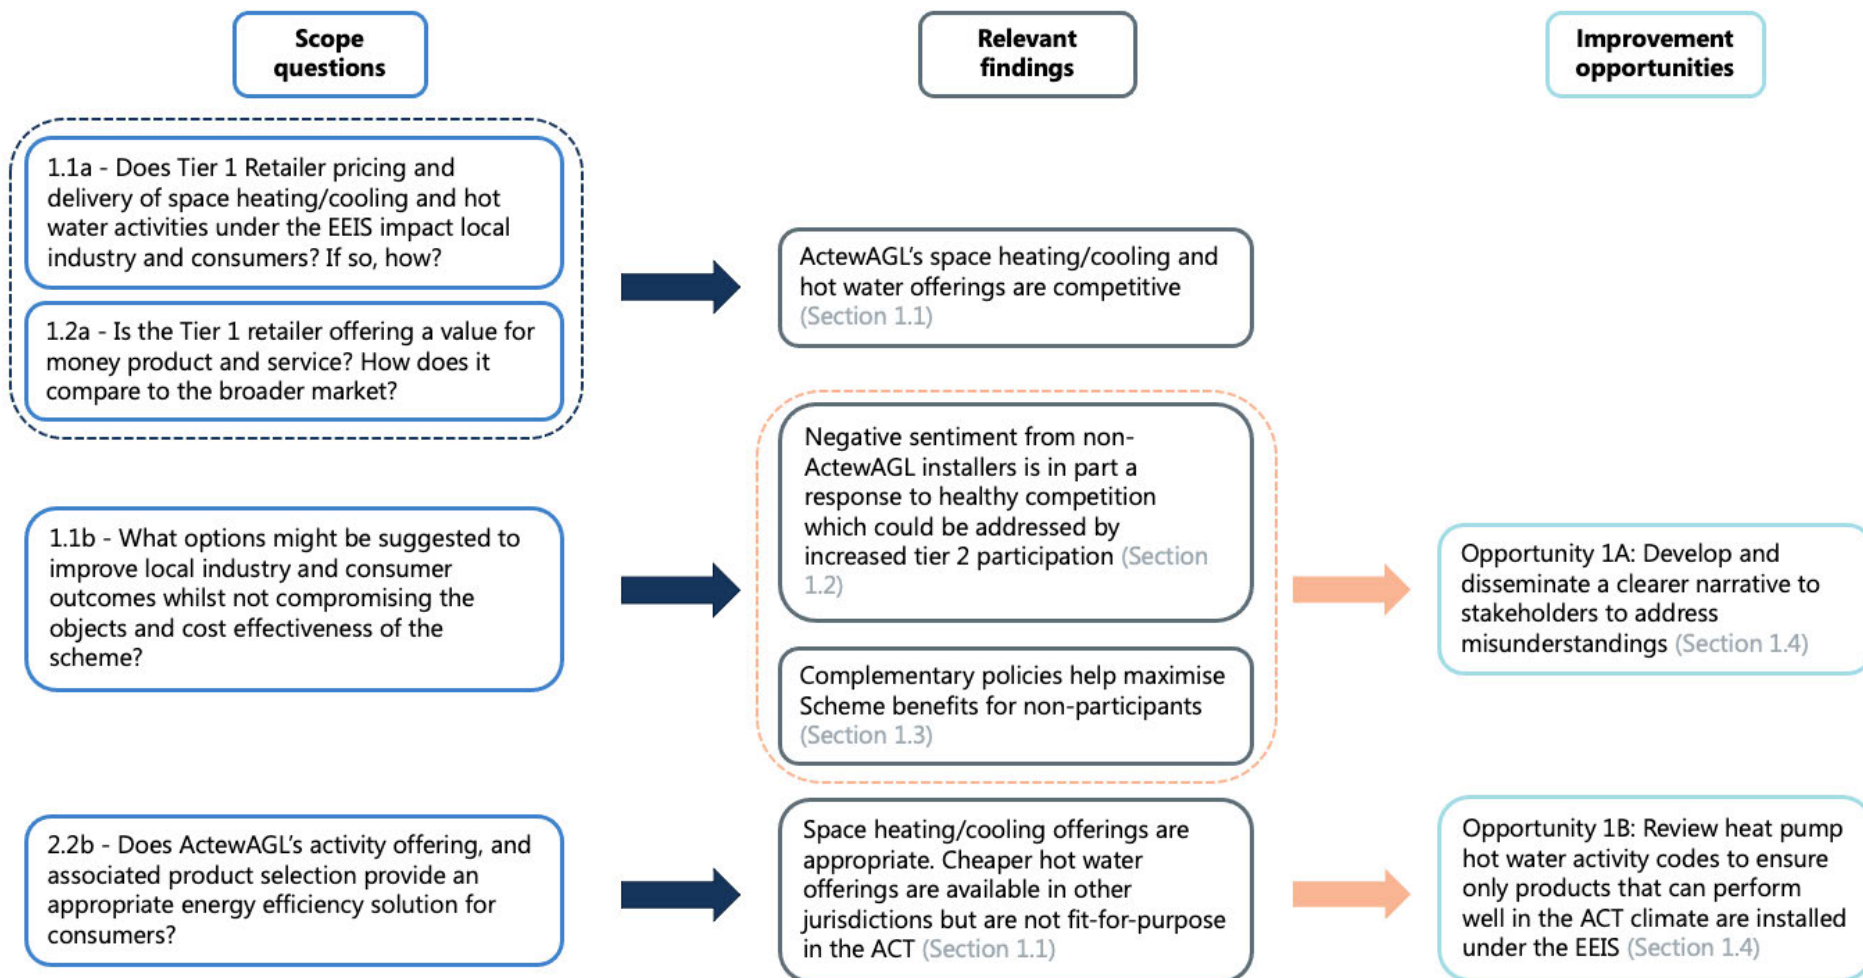 Scope
questions
Relevant
findings
Improvement
opportunities
1.1a - Does Tier 1 Retailer pricing and
delivery of space heating/cooling and hot
water activities under the EEIS impact local
industry and consumers? If so, how?
1.2a - Is the Tier 1 retailer offering a value for
money product and service? How does it
compare to the broader market?
ActewAGL’s space heating/cooling and
hot water offerings are competitive
(Section 1.1)
1.1b - What options might be suggested to
improve local industry and consumer
outcomes whilst not compromising the
objects and cost effectiveness of the
scheme?
Negative sentiment from non-
ActewAGL installers is in part a
response to healthy competition
which could be addressed by
increased tier 2 participation (Section
1.2)
Complementary policies help maximise
Scheme benefits for non-participants
(Section 1.3)
Opportunity 1A: Develop and
disseminate a clearer narrative to
stakeholders to address
misunderstandings (Section 1.4)
2.2b - Does ActewAGL’s activity offering, and
associated product selection provide an
appropriate energy efficiency solution for
consumers?
Space heating/cooling offerings are
appropriate. Cheaper hot water
offerings are available in other
jurisdictions but are not fit-for-purpose
in the ACT (Section 1.1)
Opportunity 1B: Review heat pump
hot water activity codes to ensure
only products that can perform
well in the ACT climate are installed
under the EEIS (Section 1.4)